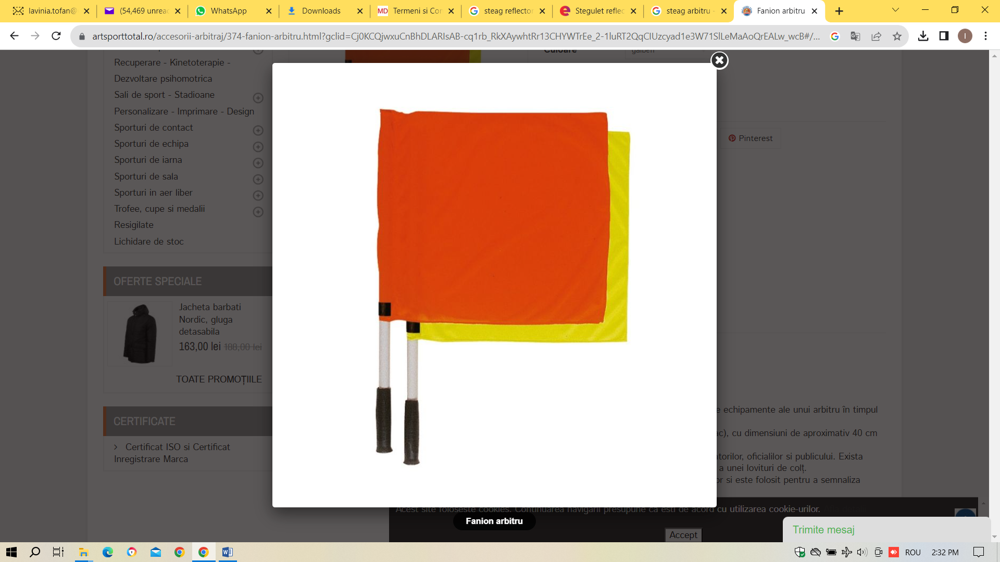 lavinia.tofan@
(54,469 unread
WhatsApp
Downloads
MD Termeni si Con
steag reflector
Stegulet reflec
steag arbitru -
Fanion arbitru
artsporttotal.ro/accesorii-arbitraj/374-fanion-arbitru.html?gclid=Cj0KCQjwxuCnBhDLARIsAB-cq1rb_RkXAywhtRr13CHYWTrEe_2-1luRT2QqCIUzcyad1e3W71SlLeMaAoQrEALw_wcB#/...
I
Culoare
galben
Recuperare - Kinetoterapie -
Dezvoltare psihomotrica
Sali de sport - Stadioane
Personalizare - Imprimare - Design
Sporturi de contact
Sporturi de echipa
Sporturi de iarna
Sporturi de sala
Sporturi in aer liber
Trofee, cupe si medalii
Resigilate
Lichidare de stoc
Pinterest
OFERTE SPECIALE
Jacheta barbati
Nordic, gluga
detasabila
163,00 lei 188,00 lei
TOATE PROMOȚIILE
CERTIFICATE
Certificat ISO si Certificat
Inregistrare Marca
e echipamente ale unui arbitru în timpul
ac), cu dimensiuni de aproximativ 40 cm
atorilor, oficialilor si publicului. Exista
a unei lovituri de colț.
or si este folosit pentru a semnaliza
Acest site foloseste cookies. Continuarea navigarii presupune ca esti de acord cu utilizarea cookie-urilor.
Fanion arbitru
Accept
Trimite mesaj
ROU
2:32 PM